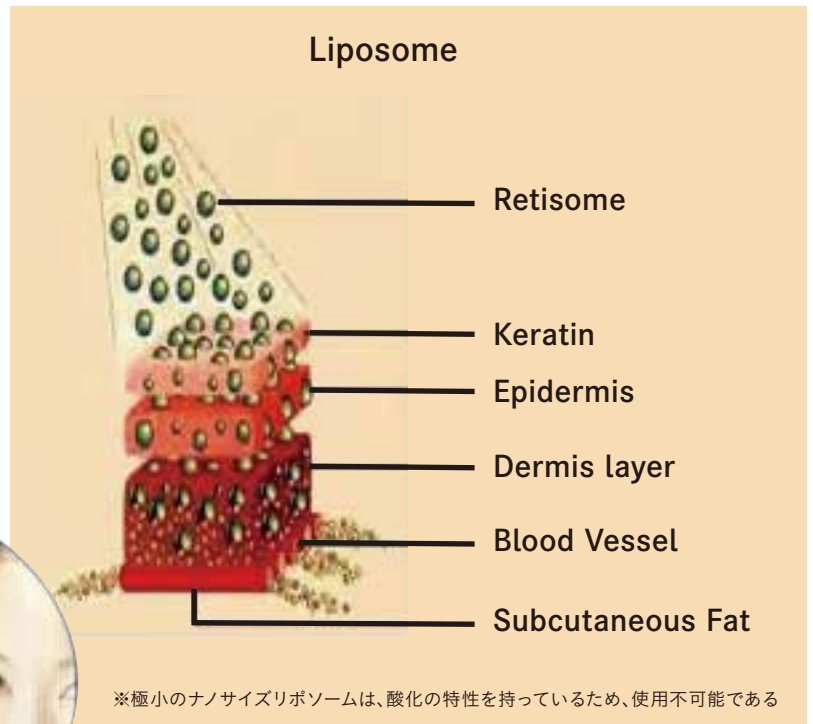 Liposome
Retisome
Keratin
Epidermis
Dermis layer
Blood Vessel
Subcutaneous Fat
※極小のナノサイズリポソームは、酸化の特性を持っているため、使用不可能である